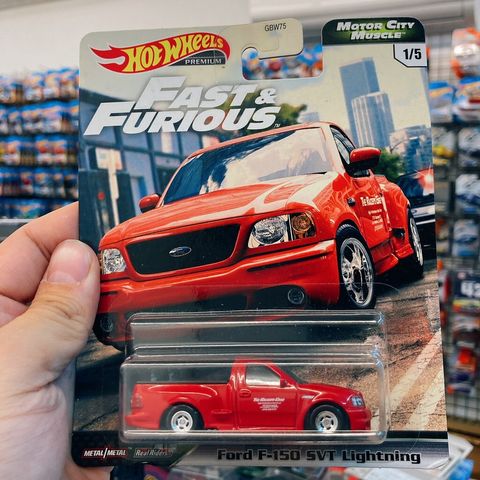 GBW75
HOT WHEELS
PREMIUM
MOTOR CITY
MUSCLE
1/5
FAST &
FURIOUS
Ford
METAL/METAL
Real Riders
Ford F-150 SVT Lightning